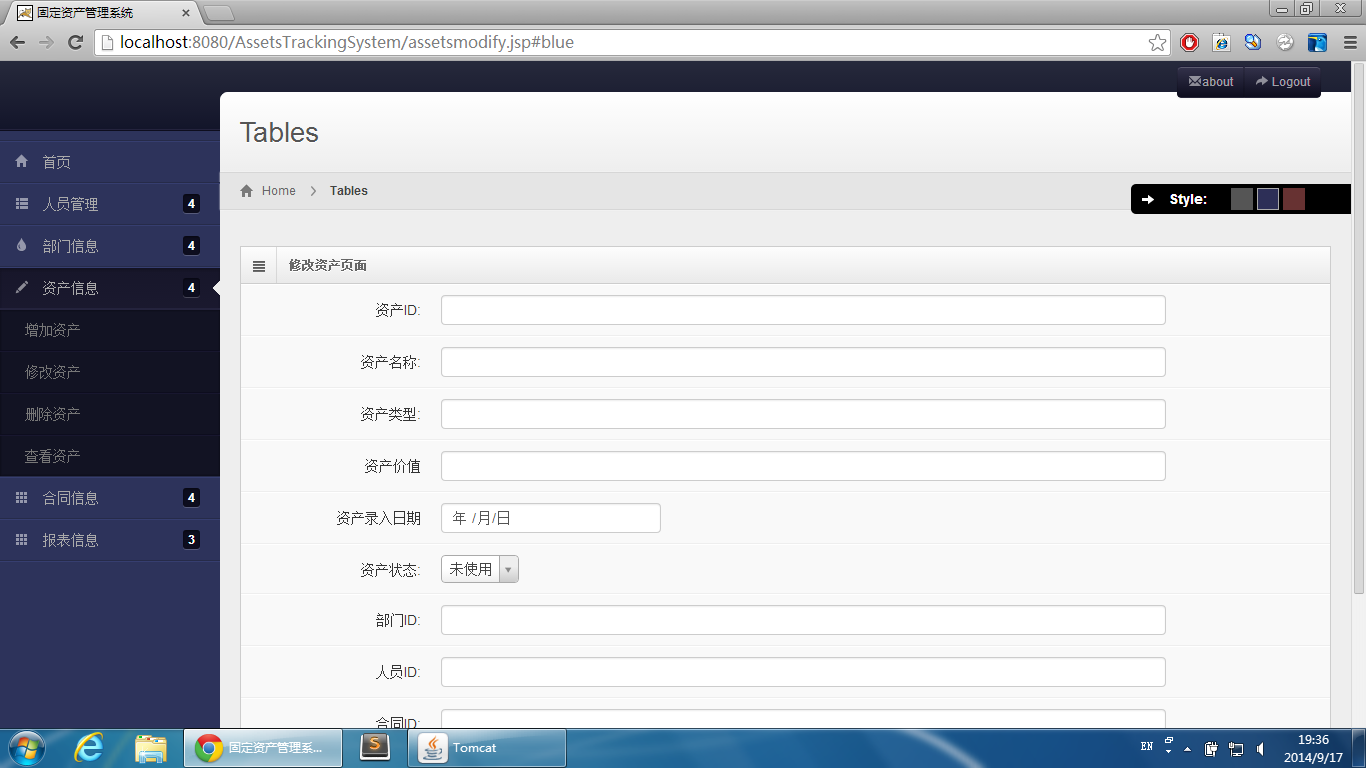 固定资产管理系统
localhost:8080/AssetsTrackingSystem/assetsmodify.jsp#blue
about
Logout
Tables
首页
人员管理 4
部门信息 4
资产信息 4
增加资产
修改资产
删除资产
查看资产
合同信息 4
报表信息 3
Home
Tables
Style:
修改资产页面
资产ID:
资产名称:
资产类型:
资产价值
资产录入日期
年 /月/日
资产状态:
未使用
部门ID:
人员ID:
合同ID:
固定资产管理系...
S
Tomcat
EN
19:36
2014/9/17